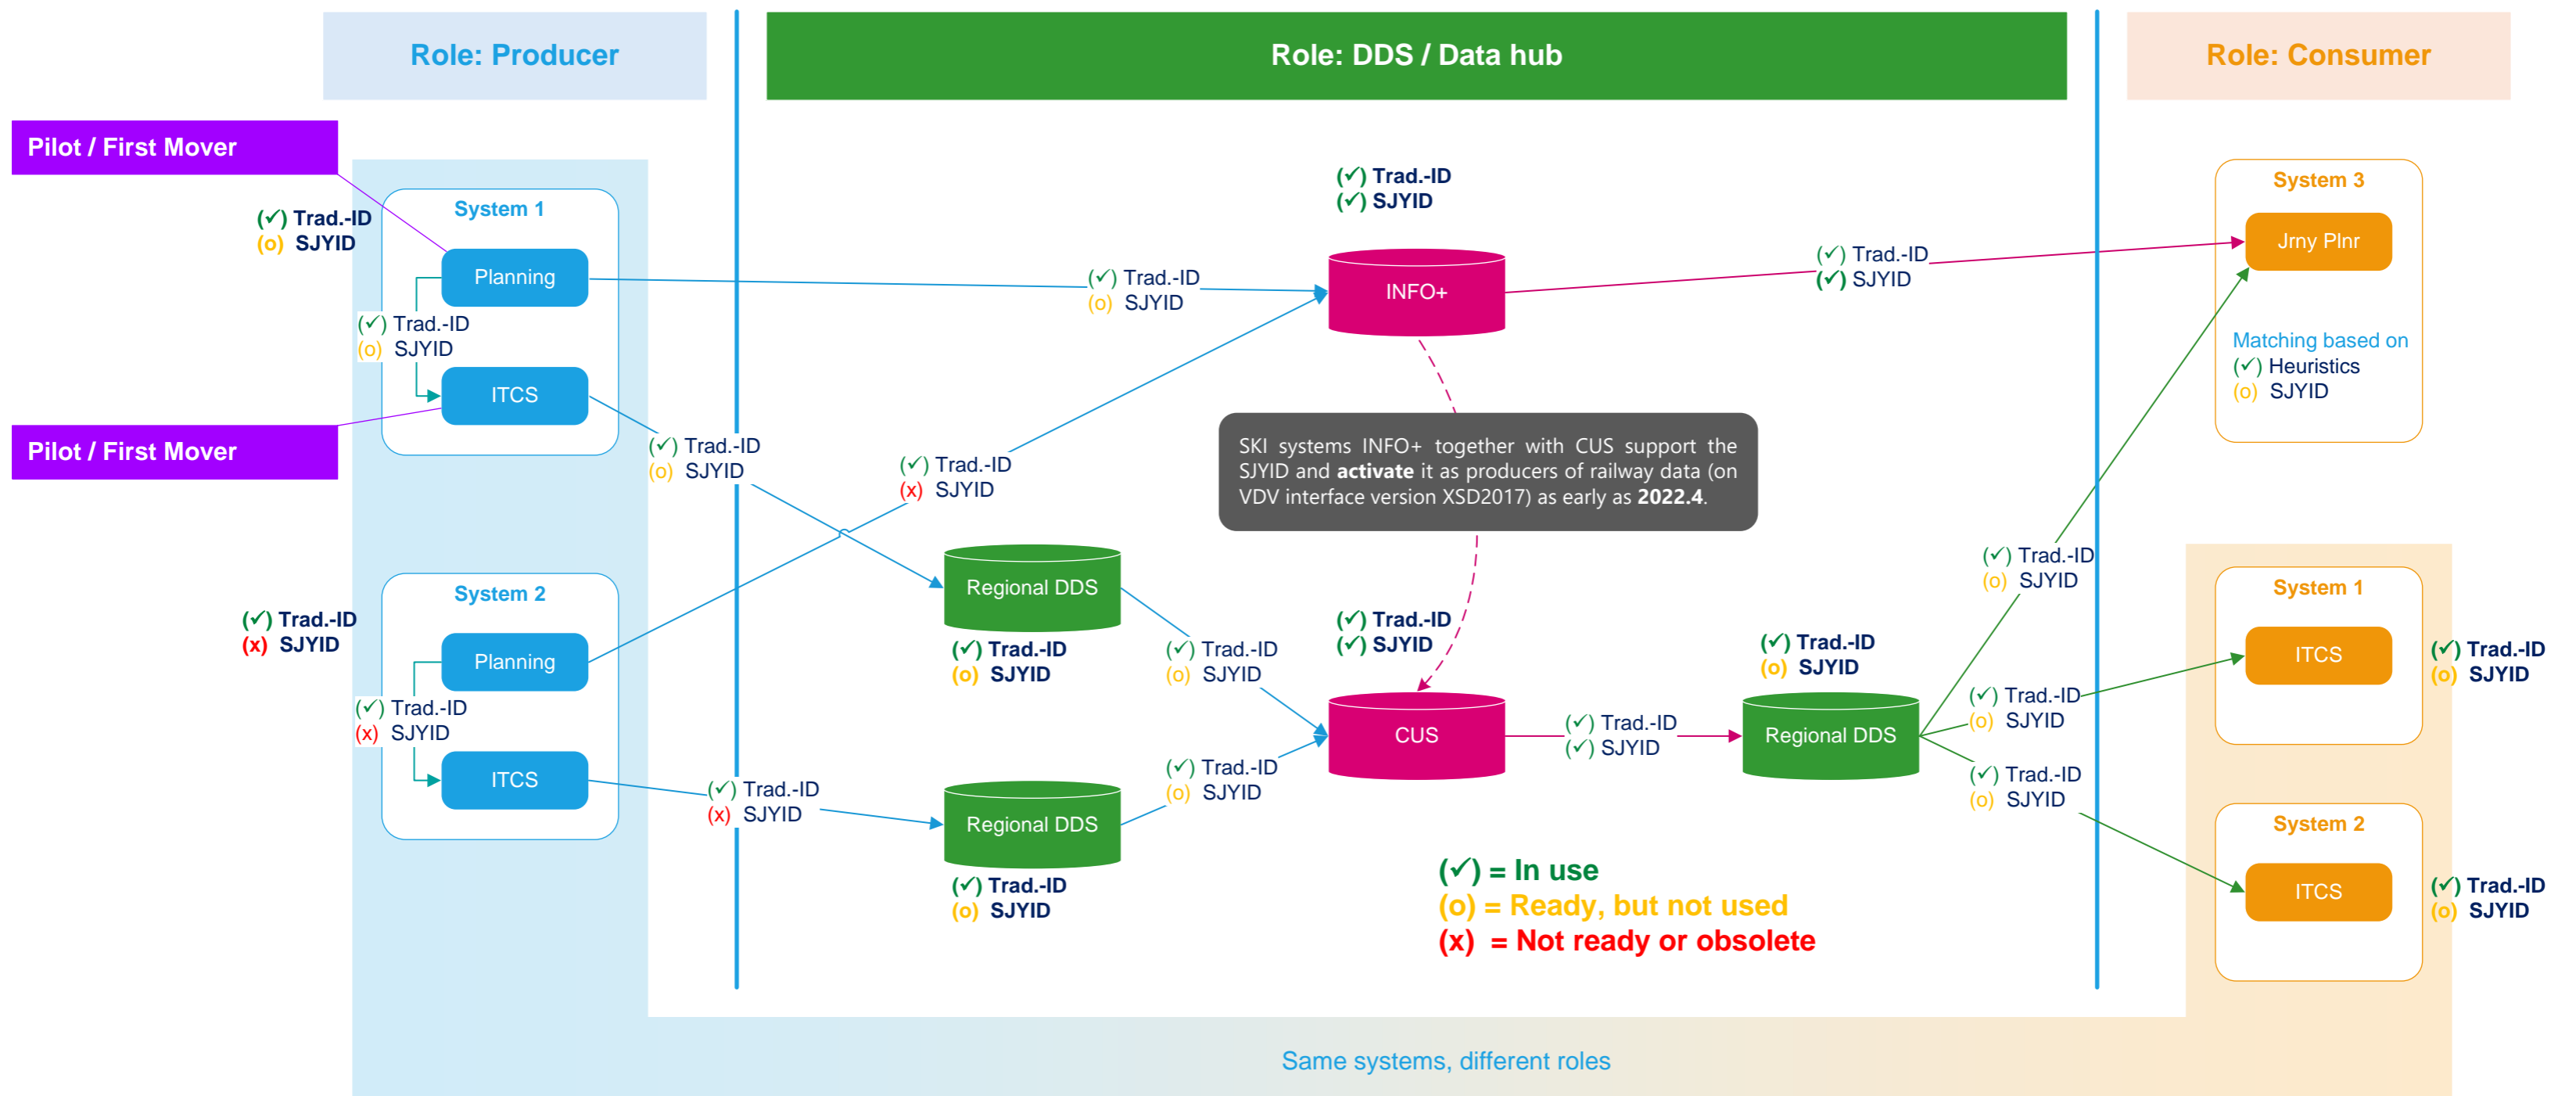 Role: Producer
Role: DDS / Data hub
Role: Consumer
Pilot / First Mover
(✓) Trad.-ID
(o) SJYID
System 1
Planning
(✓) Trad.-ID
(o) SJYID
ITCS
Pilot / First Mover
(✓) Trad.-ID
(o) SJYID
(✓) Trad.-ID
(x) SJYID
System 2
Planning
(✓) Trad.-ID
(x) SJYID
ITCS
(✓) Trad.-ID
(x) SJYID
(✓) Trad.-ID
(o) SJYID
(✓) Trad.-ID
(x) SJYID
Regional DDS
(✓) Trad.-ID
(o) SJYID
Regional DDS
(✓) Trad.-ID
(o) SJYID
(✓) Trad.-ID
(o) SJYID
(✓) Trad.-ID
(o) SJYID
(✓) Trad.-ID
(✓) SJYID
INFO+
SKI systems INFO+ together with CUS support the
SJYID and activate it as producers of railway data (on
VDV interface version XSD2017) as early as 2022.4.
(✓) Trad.-ID
(✓) SJYID
CUS
(✓) Trad.-ID
(✓) SJYID
(✓) Trad.-ID
(o) SJYID
Regional DDS
(✓) Trad.-ID
(✓) SJYID
(✓) Trad.-ID
(o) SJYID
(✓) Trad.-ID
(o) SJYID
(✓) Trad.-ID
(o) SJYID
System 3
Jrny Plnr
Matching based on
(✓) Heuristics
(o) SJYID
System 1
ITCS
(✓) Trad.-ID
(o) SJYID
System 2
ITCS
(✓) Trad.-ID
(o) SJYID
(✓) = In use
(o) = Ready, but not used
(x) = Not ready or obsolete
Same systems, different roles